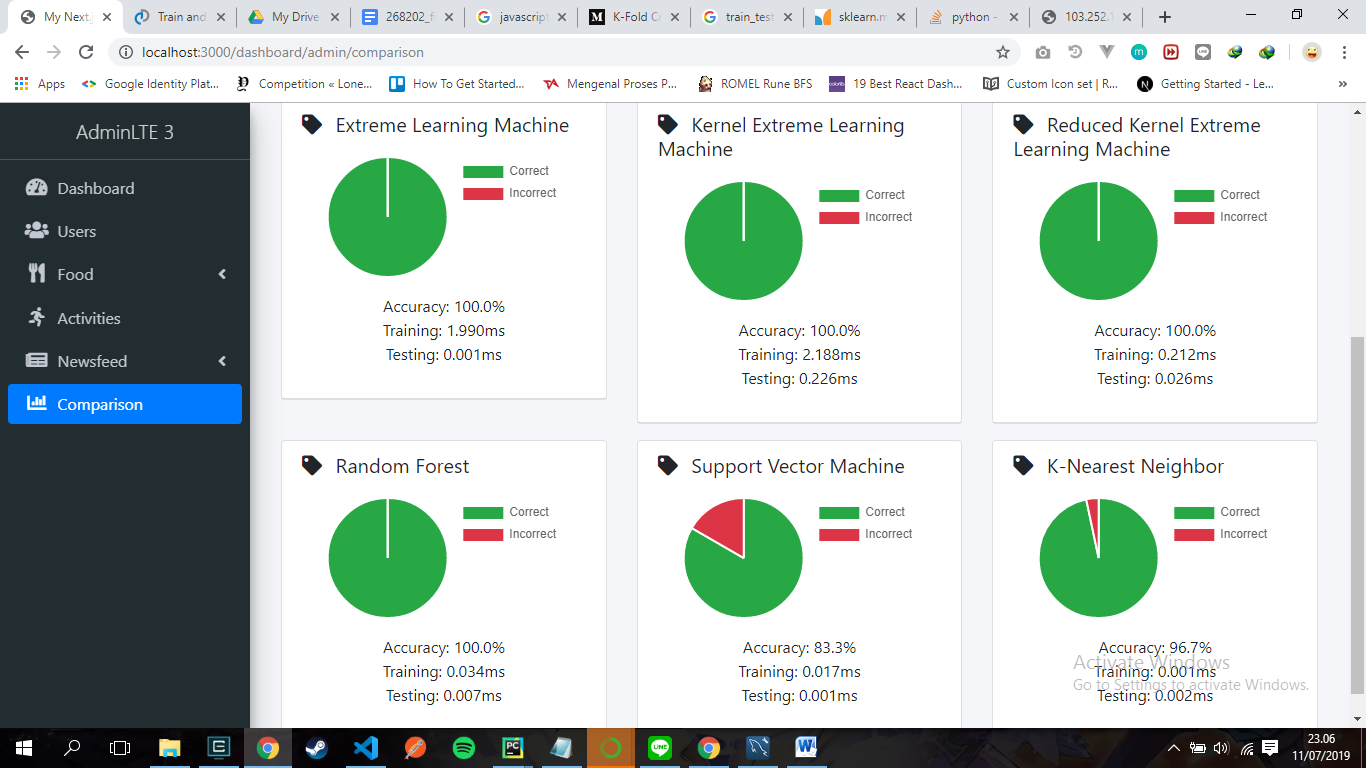 My Next.
Train and
My Drive
268202_fi
javascript
K-Fold Cr
train_test
sklearn.m
python -
103.252.1
localhost:3000/dashboard/admin/comparison
Apps
Google Identity Plat...
Competition « Lone...
How To Get Started...
Mengenal Proses P...
ROMEL Rune BFS
19 Best React Dash...
Custom Icon set | R...
Getting Started - Le...
»
AdminLTE 3
Dashboard
Users
Food
Activities
Newsfeed
Comparison
Extreme Learning Machine
Correct
Incorrect
Accuracy: 100.0%
Training: 1.990ms
Testing: 0.001ms
Kernel Extreme Learning
Machine
Correct
Incorrect
Accuracy: 100.0%
Training: 2.188ms
Testing: 0.226ms
Reduced Kernel Extreme
Learning Machine
Correct
Incorrect
Accuracy: 100.0%
Training: 0.212ms
Testing: 0.026ms
Random Forest
Correct
Incorrect
Accuracy: 100.0%
Training: 0.034ms
Testing: 0.007ms
Support Vector Machine
Correct
Incorrect
Accuracy: 83.3%
Training: 0.017ms
Testing: 0.001ms
K-Nearest Neighbor
Correct
Incorrect
Accuracy: 96.7%
Training: 0.001ms
Testing: 0.002ms
Activate Windows
Go to Settings to activate Windows.
23.06
11/07/2019